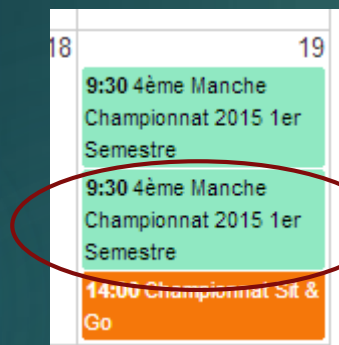 18
19
9:30 4ème Manche
Championnat 2015 1er
Semestre
9:30 4ème Manche
Championnat 2015 1er
Semestre
14:00 Championnat Sit &
Go